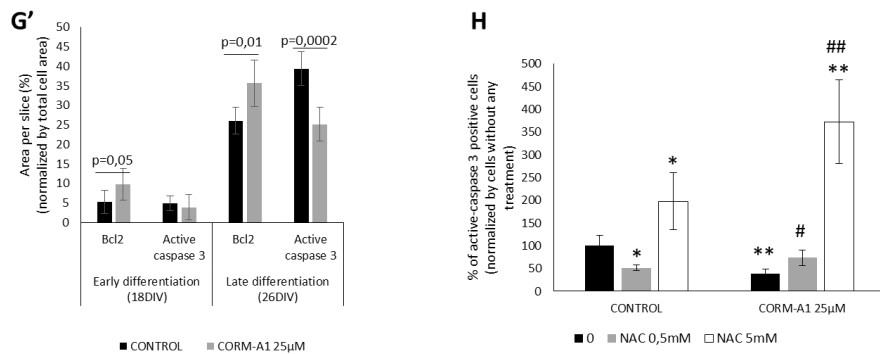 G’
Area per slice (%)
(normalized by total cell area)
50
45
40
35
30
25
20
15
10
5
0
p=0,05
p=0,01
p=0,0002
Bcl2
Active
caspase 3
Bcl2
Active
caspase 3
Early differentiation
(18DIV)
Late differentiation
(26DIV)
CONTROL
CORM-A1 25µM
H
% of active-caspase 3 positive cells
(normalized by cells without any
treatment)
500
450
400
350
300
250
200
150
100
50
0
*
*
**
#
##
**
CONTROL
CORM-A1 25µM
0
NAC 0,5mM
NAC 5mM